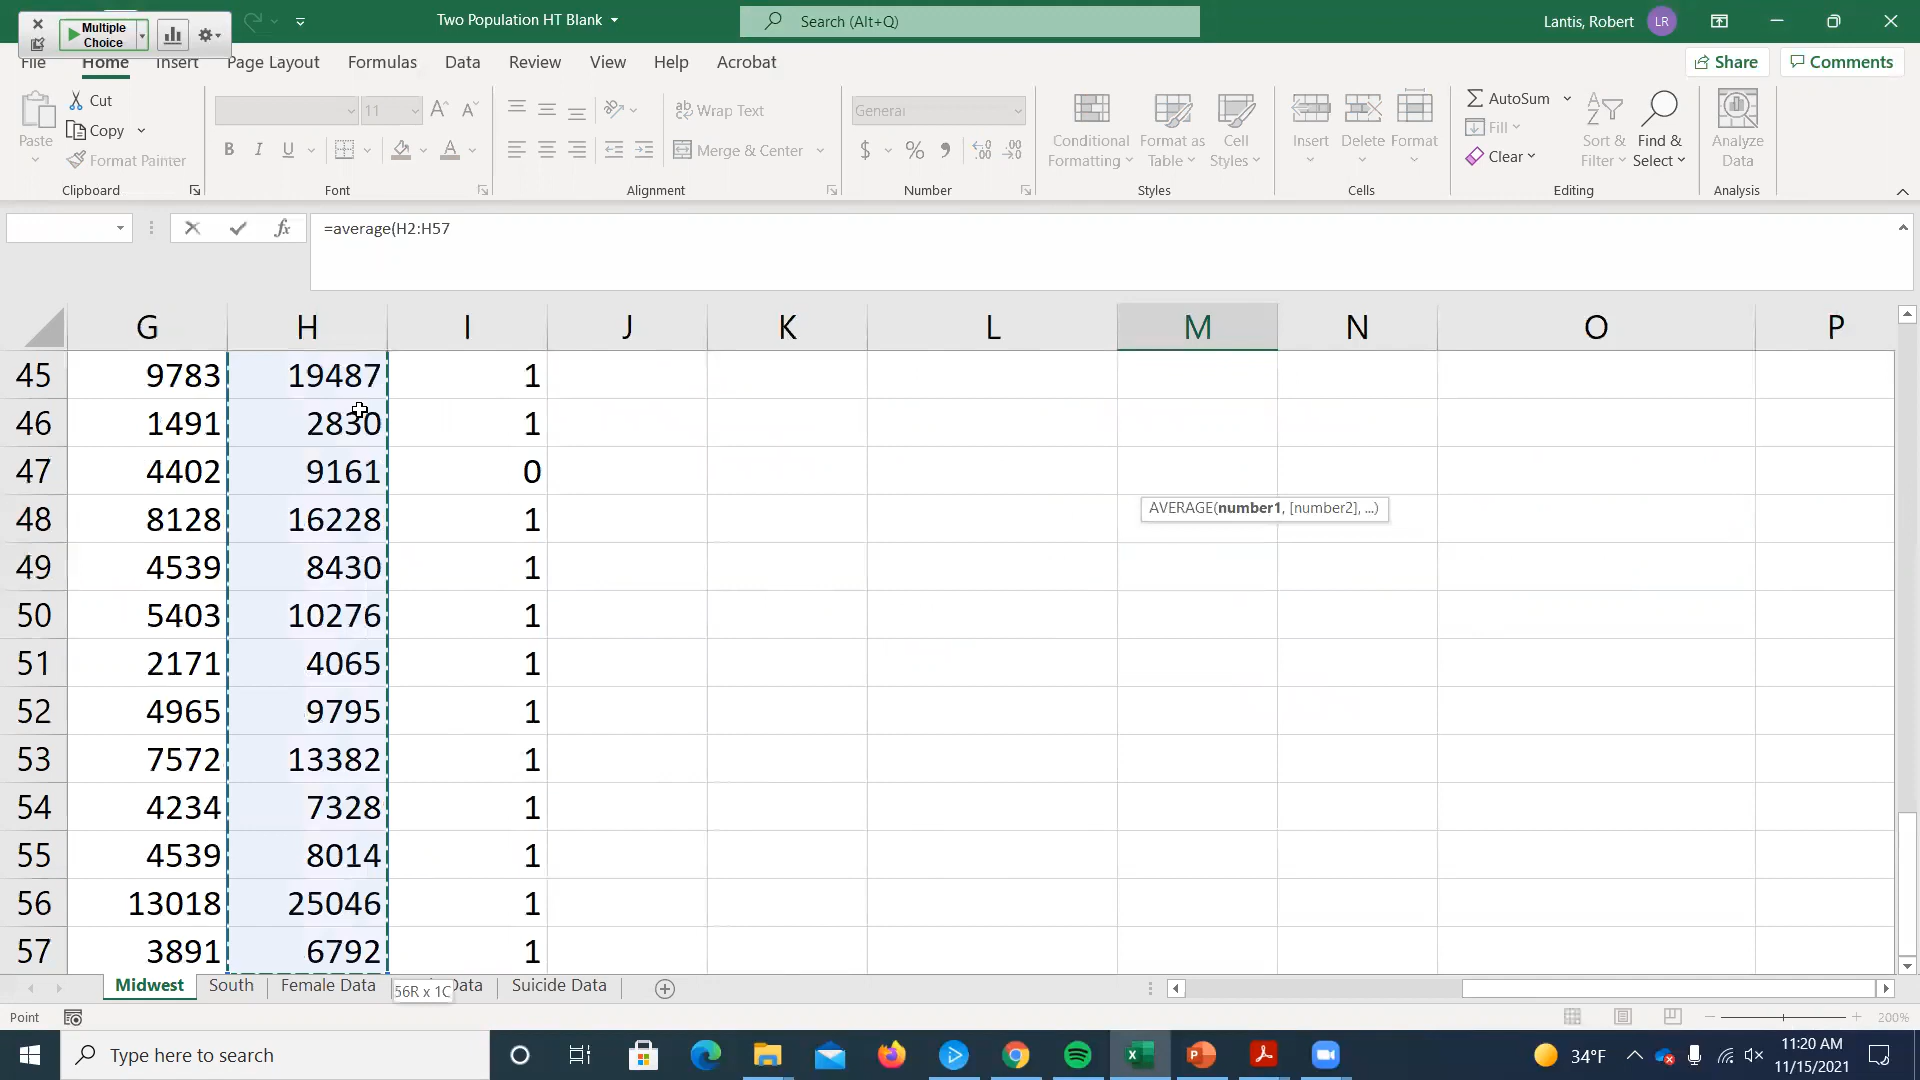 Multiple Choice
Two Population HT Blank
Search (Alt+Q)
Lantis, Robert LR
File Home Insert Page Layout Formulas Data Review View Help Acrobat
Share Comments
Paste
Cut
Copy
Format Painter
Clipboard
11
B I U
Font
Wrap Text
Merge & Center
Alignment
General
$ % 9
Number
Conditional Formatting
Format as Table
Cell Styles
Styles
Insert Delete Format
Cells
AutoSum
Fill
Clear
Sort & Filter
Find & Select
Editing
Analyze Data
Analysis
=average(H2:H57
G H I J K L M N O P
45 9783 19487 1
46 1491 2830 1
47 4402 9161 0
48 8128 16228 1
AVERAGE(number1, [number2], ...)
49 4539 8430 1
50 5403 10276 1
51 2171 4065 1
52 4965 9795 1
53 7572 13382 1
54 4234 7328 1
55 4539 8014 1
56 13018 25046 1
57 3891 6792 1
Midwest South Female Data Data Suicide Data
56R x 1C
Point
200%
Type here to search
34°F
11:20 AM
11/15/2021